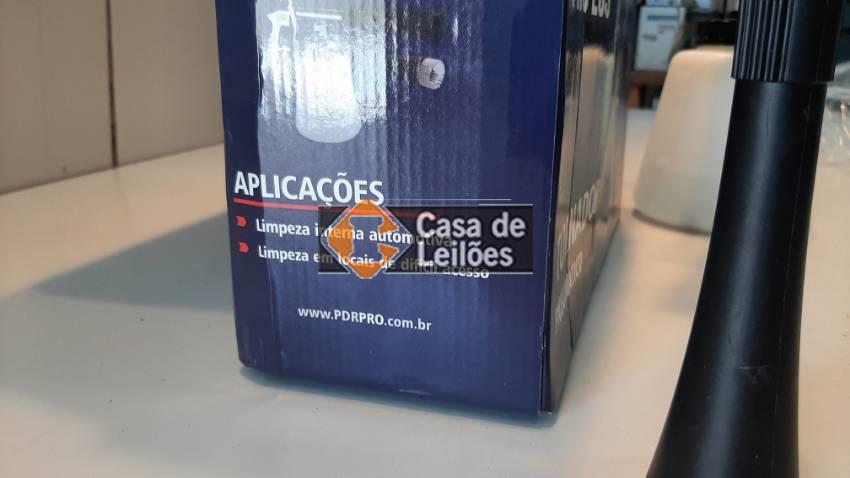 APLICAÇÕES
Limpeza interna automotiva
Limpeza em locais de difícil acesso
www.PDRPRO.com.br
Casa de
Leilões